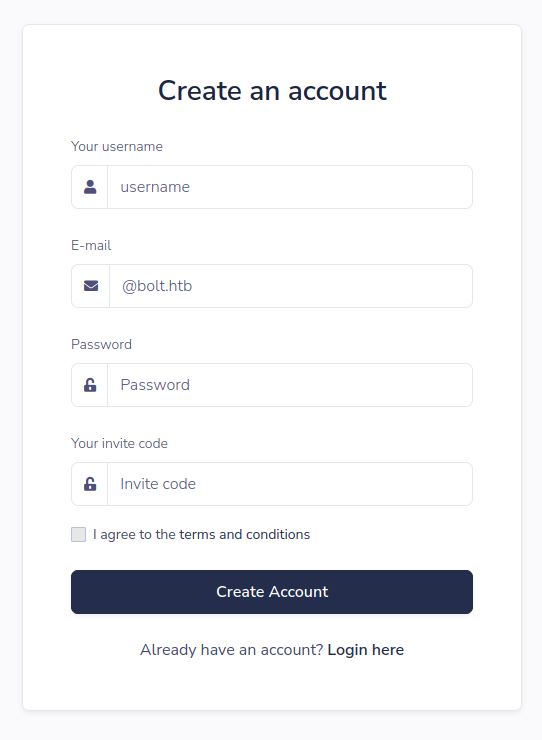 Create an account
Your username
username
E-mail
@bolt.htb
Password
Password
Your invite code
Invite code
I agree to the terms and conditions
Create Account
Already have an account? Login here